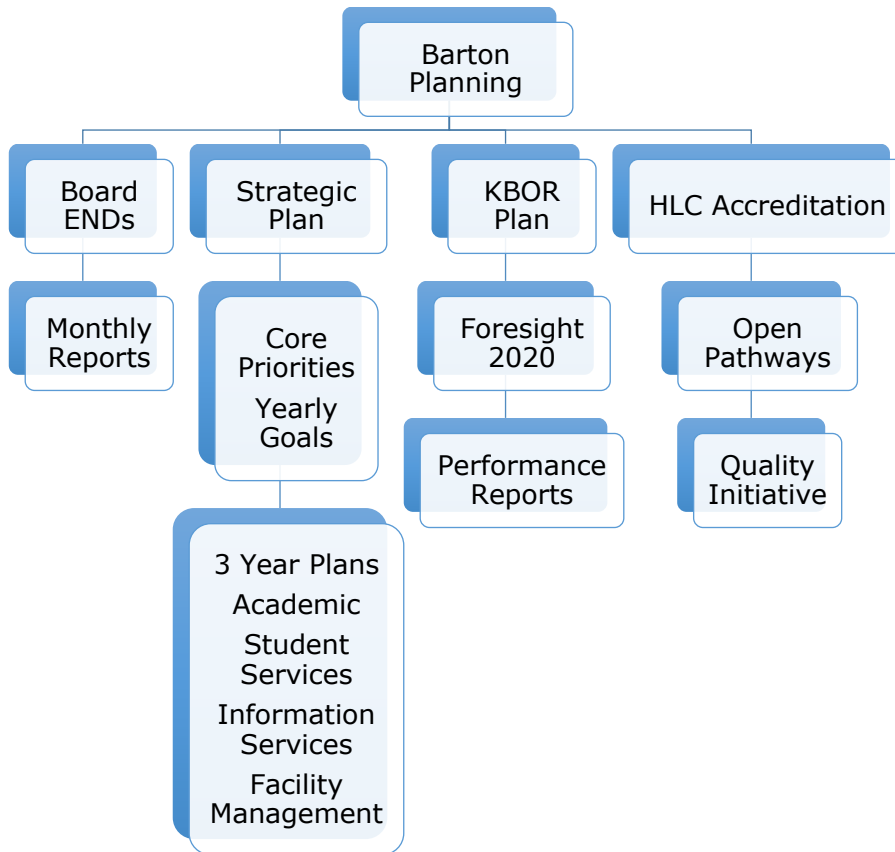 Barton
Planning
Board
ENDs
Strategic
Plan
KBOR
Plan
HLC Accreditation
Monthly
Reports
Core
Priorities
Yearly
Goals
Foresight
2020
Open
Pathways
Performance
Reports
Quality
Initiative
3 Year Plans
Academic
Student
Services
Information
Services
Facility
Management